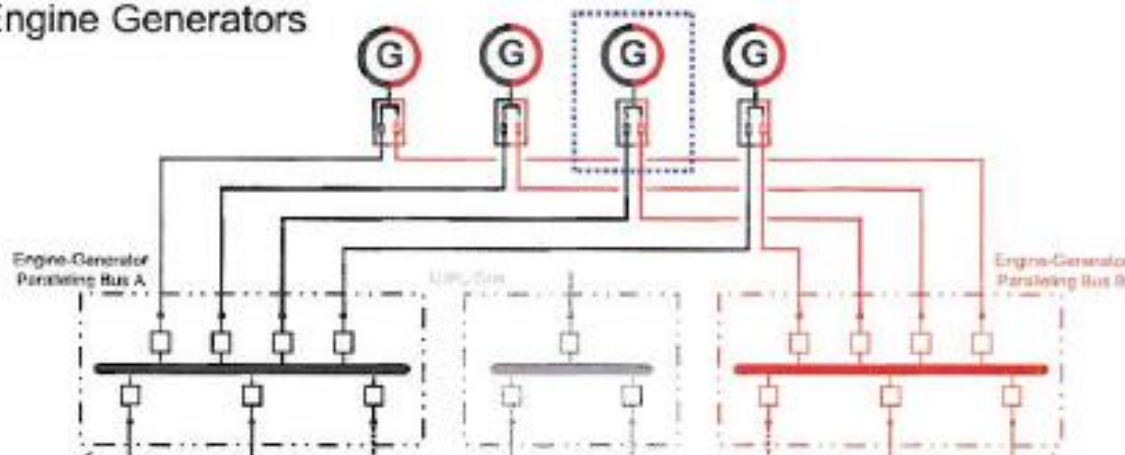 Engine Generators
G
G
G
G
Engine-Generator
Paralleling Bus A
Engine-Generator
Paralleling Bus B